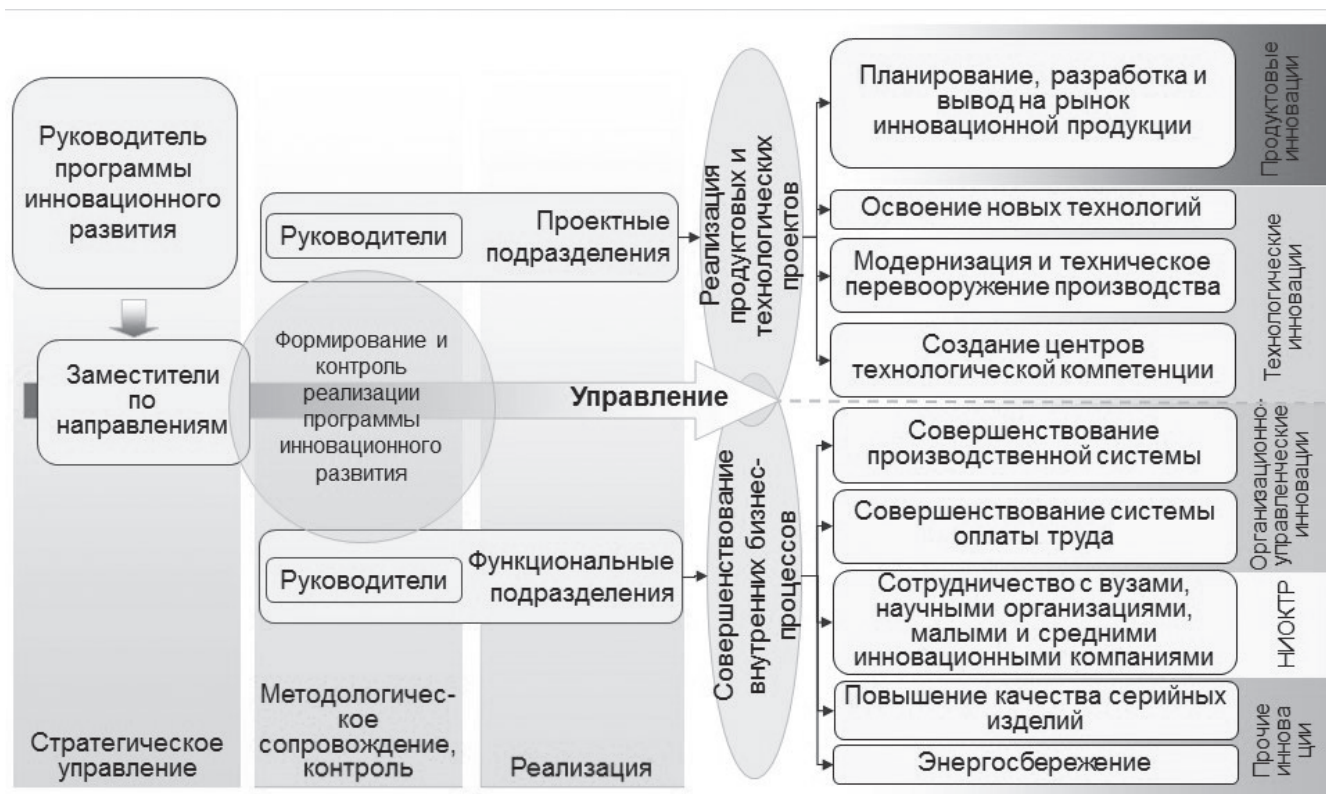 Руководитель
программы
инновационного
развития
Заместители
по
направлениям
Стратегическое
управление
Руководители
Проектные
подразделения
Формирование и
контроль
реализации
программы
инновационного
развития
Управление
Руководители
Функциональные
подразделения
Методологичес-
кое
сопровождение,
контроль
Реализация
Реализация
продуктовых и
технологических
проектов
Совершенствование
внутренних бизнес-
процессов
Планирование, разработка и
вывод на рынок
инновационной продукции
Освоение новых технологий
Модернизация и техническое
перевооружение производства
Создание центров
технологической компетенции
Совершенствование
производственной системы
Совершенствование системы
оплаты труда
Сотрудничество с вузами,
научными организациями,
малыми и средними
инновационными компаниями
Повышение качества серийных
изделий
Энергосбережение
Продуктовые
инновации
Технологические
инновации
Организационно-
управленческие
инновации
НИОКТР
Прочие
иннова
ции